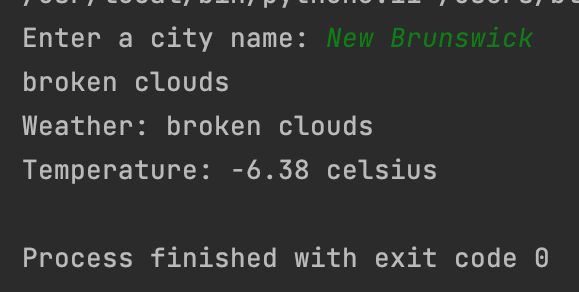 Enter a city name: New Brunswick
broken clouds
Weather: broken clouds
Temperature: -6.38 celsius
Process finished with exit code 0